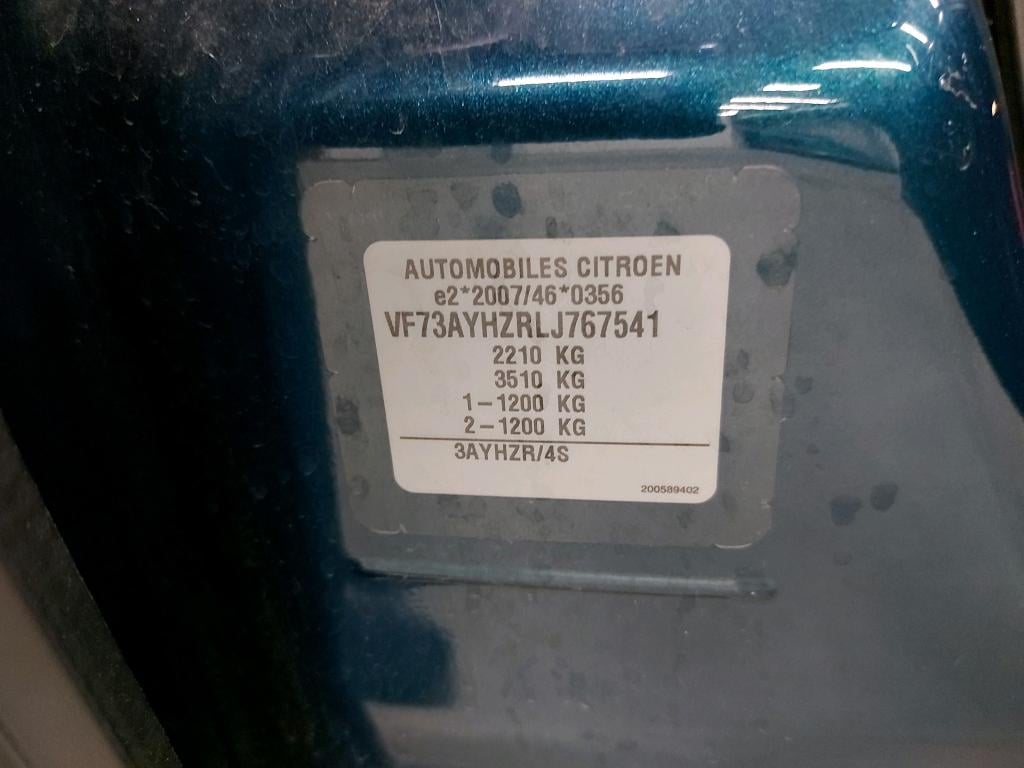 AUTOMOBILES CITROEN
e2*2007/46*0356
VF73AYHZRLJ767541
2210 KG
3510 KG
1-1200 KG
2-1200 KG
3AYHZR/4S
200589402